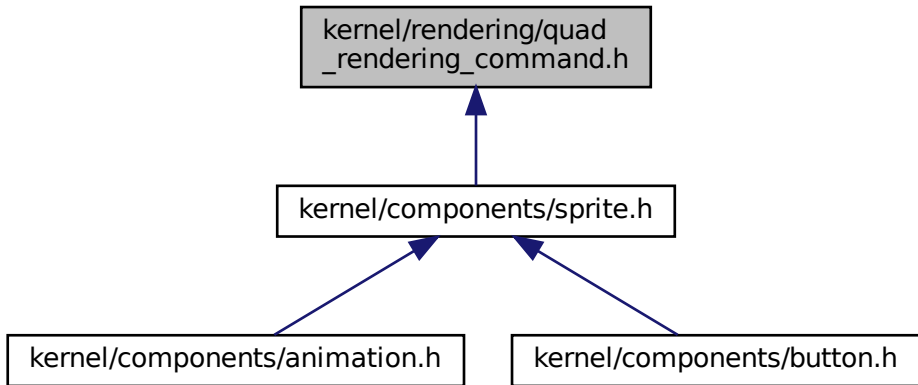 kernel/rendering/quad
_rendering_command.h
kernel/components/sprite.h
kernel/components/animation.h
kernel/components/button.h